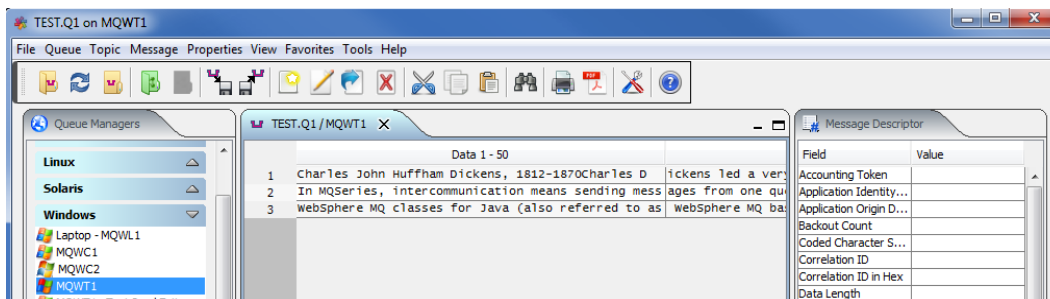 TEST.Q1 on MQWT1
File Queue Topic Message Properties View Favorites Tools Help
Queue Managers
Linux
Solaris
Windows
Laptop - MQWL1
MQWC1
MQWC2
MQWT1
TEST.Q1 / MQWT1
Data 1 - 50
1 Charles John Huffham Dickens, 1812-1870Charles D ickens led a very
2 In MQSeries, intercommunication means sending mess ages from one que
3 WebSphere MQ classes for Java (also referred to as WebSphere MQ bas
Message Descriptor
Field Value
Accounting Token
Application Identity...
Application Origin D...
Backout Count
Coded Character S...
Correlation ID
Correlation ID in Hex
Data Length